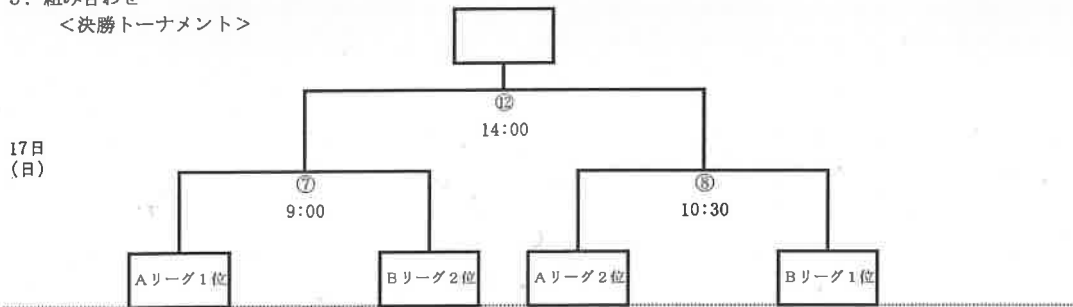 ＜決勝トーナメント＞
⑫
14:00
17日
(日)
⑦
⑧
9:00
10:30
Aリーグ1位
Bリーグ2位
Aリーグ2位
Bリーグ1位